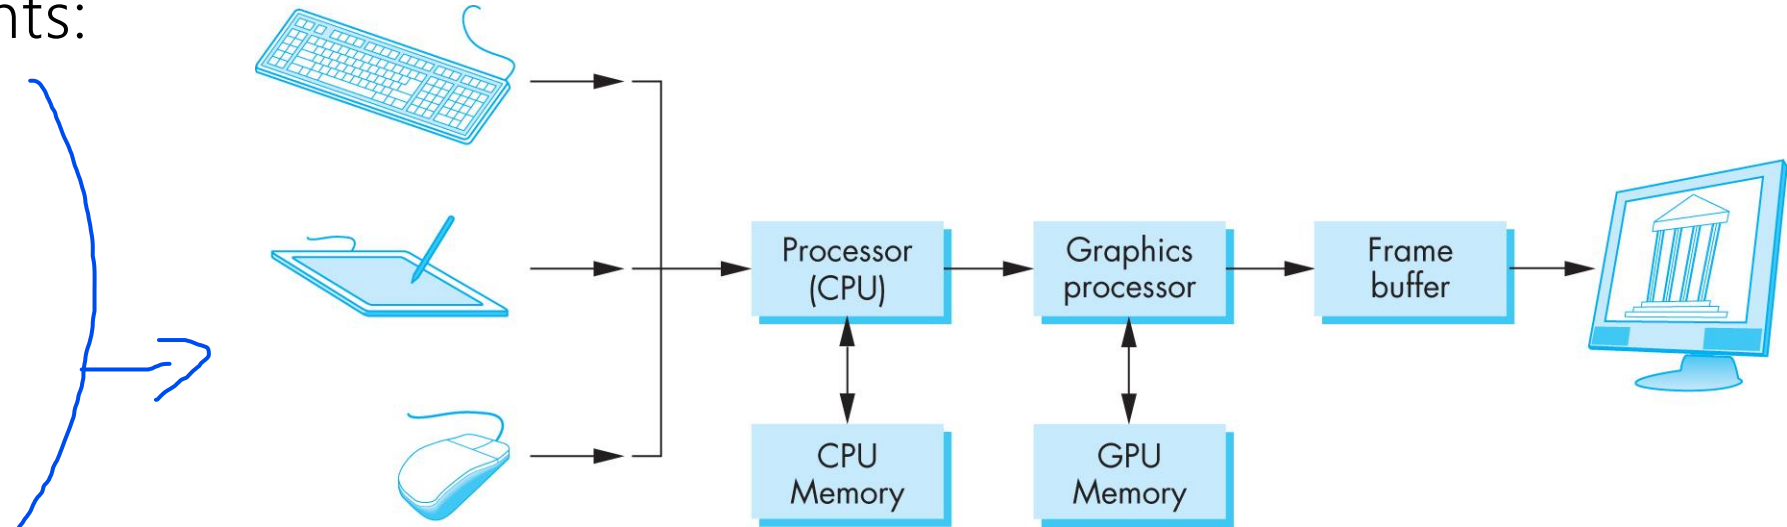 nts:
Processor
(CPU)
Graphics
processor
Frame
buffer
CPU
Memory
GPU
Memory